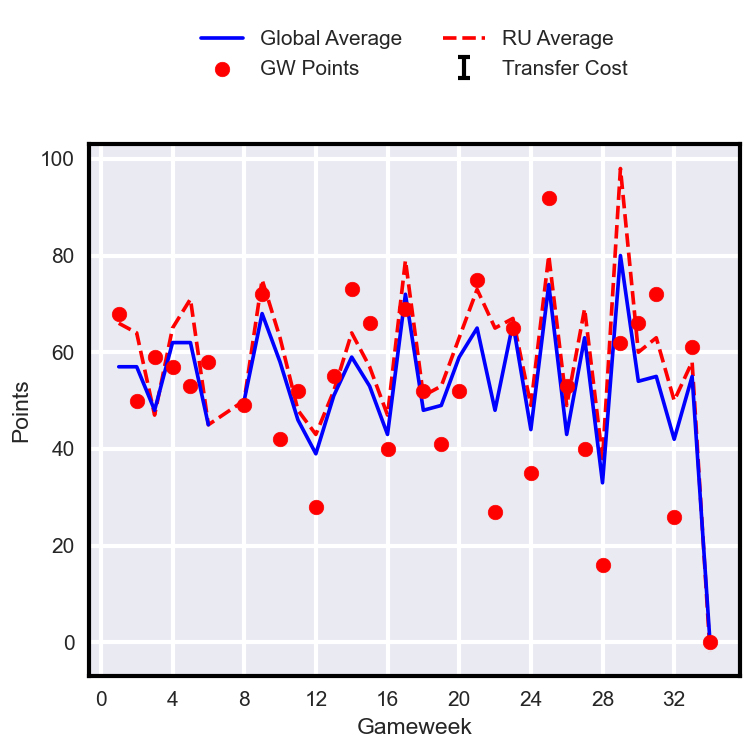 Global Average
RU Average
GW Points
Transfer Cost
100
80
60
40
20
0
Points
0 4 8 12 16 20 24 28 32
Gameweek